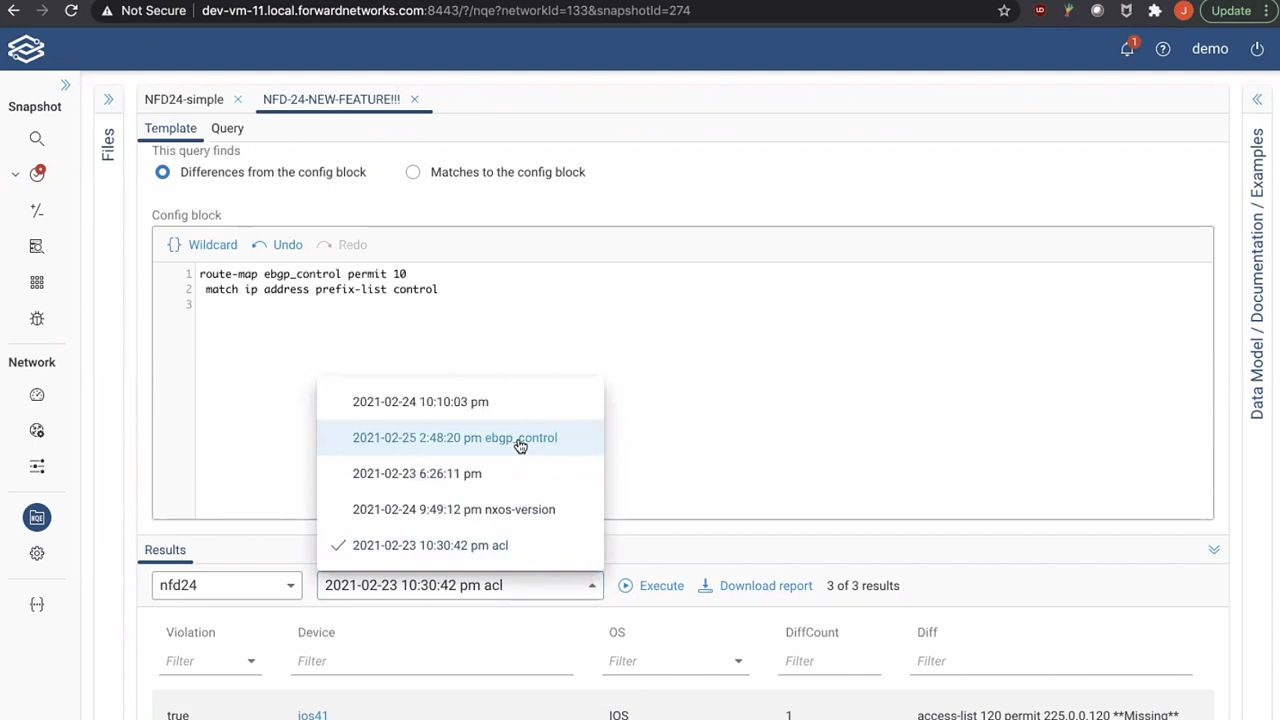 Not Secure dev-vm-11.local.forwardnetworks.com:8443/?/nqe?networkId=133&snapshotId=274 J Update
1 demo
Snapshot NFD24-simple NFD-24-NEW-FEATURE!!!
Template Query
This query finds
Differences from the config block Matches to the config block
Config block
{} Wildcard Undo Redo
1 route-map ebgp_control permit 10
2 match ip address prefix-list control
3
Files
Data Model / Documentation / Examples
Network
NQE
2021-02-24 10:10:03 pm
2021-02-25 2:48:20 pm ebgp_control
2021-02-23 6:26:11 pm
2021-02-24 9:49:12 pm nxos-version
2021-02-23 10:30:42 pm acl
Results
nfd24 2021-02-23 10:30:42 pm acl Execute Download report 3 of 3 results
Violation Device OS DiffCount Diff
Filter Filter Filter Filter Filter
true ios41 IOS 1 access-list 120 permit 225.0.0.120 **Missing**